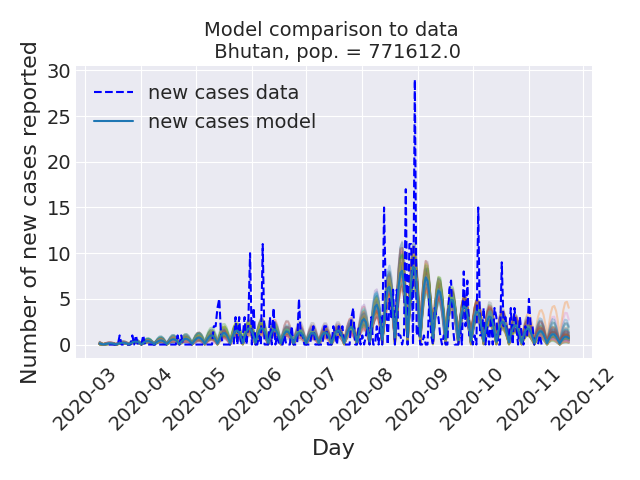 Model comparison to data
Bhutan, pop. = 771612.0
Number of new cases reported
30
25
20
15
10
5
0
new cases data
new cases model
2020-03
2020-04
2020-05
2020-06
2020-07
2020-08
2020-09
2020-10
2020-11
2020-12
Day